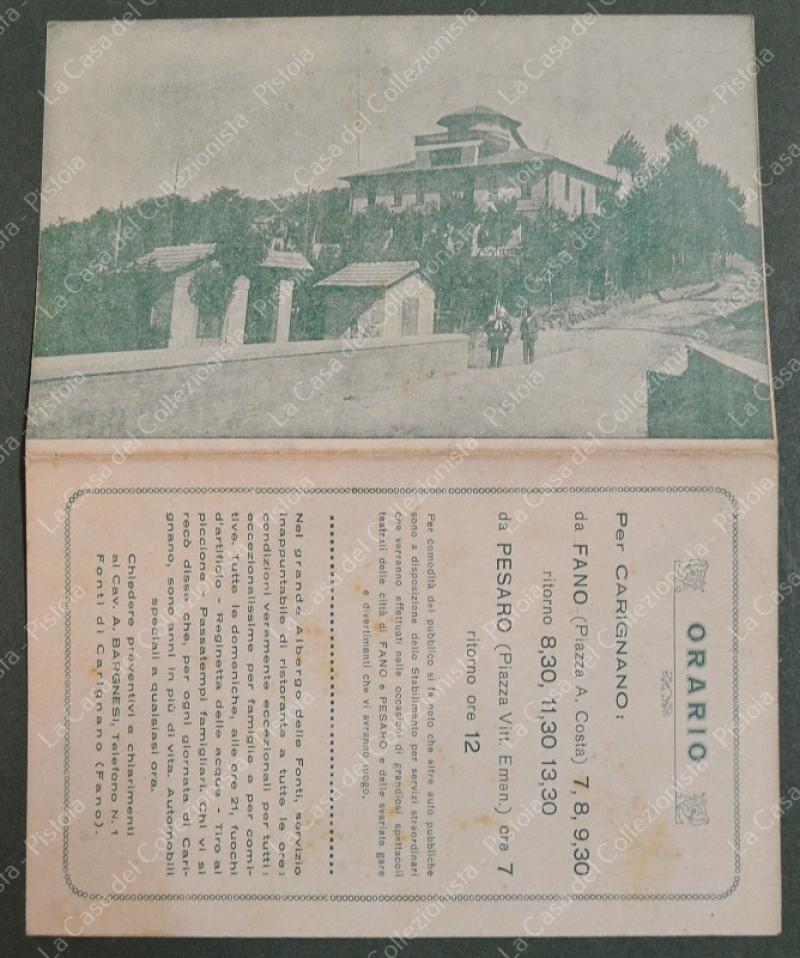 ORARIO
Per CARIGNANO:
da FANO (Piazza A. Costa) 7, 8, 9,30
ritorno 8,30, 11,30 13,30
da PESARO (Piazza Vitt. Eman.) ore 7
ritorno ore 12
Per comodità del pubblico si fa noto che altre auto pubbliche
sono a disposizione dello Stabilimento per servizi straordinari
che verranno effettuati nelle occasioni di grandiosi spettacoli
teatrali delle città di FANO e PESARO e delle svariate gare
e divertimenti che vi avranno luogo.
Nel grande Albergo delle Fonti, servizio
inappuntabile di ristorante a tutte le ore:
condizioni veramente eccezionali per tutti:
eccezionalissime per famiglie e per comi-
tive. Tutte le domeniche, alle ore 21, fuochi
d'artificio - Reginetta delle acque - Tiro al
piccione - Passatempi famigliari. Chi vi si
recò disse che, per ogni giornata di Cari-
gnano, sono anni in più di vita. Automobili
speciali a qualsiasi ora.
Chiedere preventivi e chiarimenti
al Cav. A. BARGNESI, Telefono N. 1
Fonti di Carignano (Fano).
La Casa del Collezionista - Pistoia